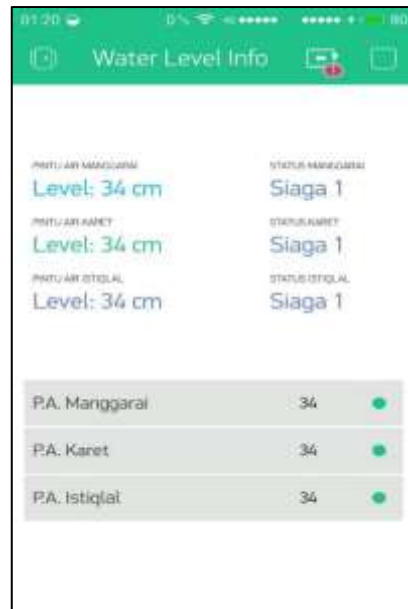 01:20
Water Level Info
PINTU AIR MANGGARAI STATUS MANGGARAI
Level: 34 cm Siaga 1
PINTU AIR KARET STATUS KARET
Level: 34 cm Siaga 1
PINTU AIR ISTIQLAL STATUS ISTIQLAL
Level: 34 cm Siaga 1
P.A. Manggarai 34
P.A. Karet 34
P.A. Istiqlal 34